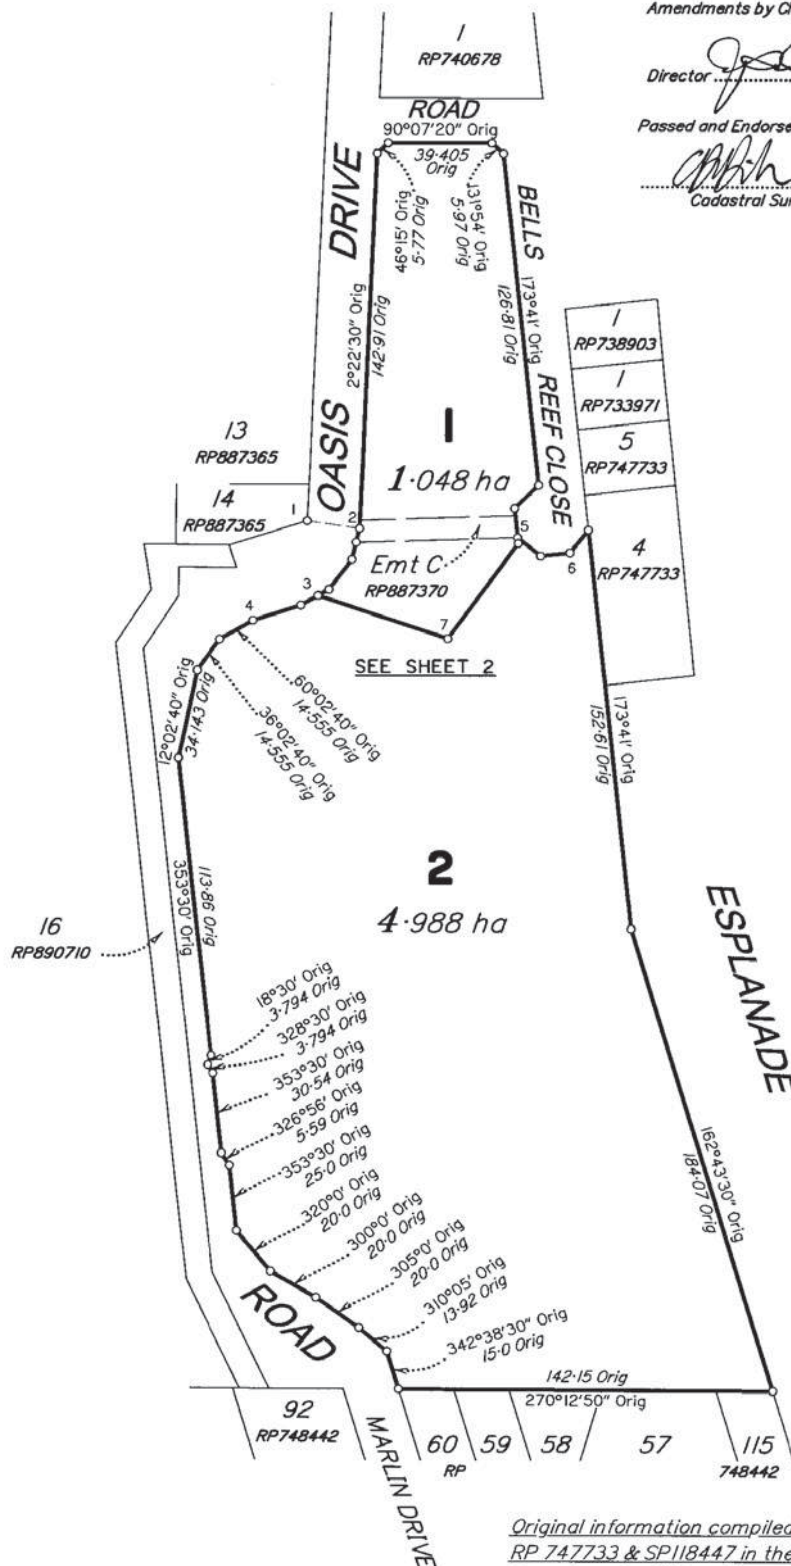 Amendments by Cl
Director
Passed and Endorse
Cadastral Sur
1
RP740678
ROAD
90°07'20" Orig
39·405
Orig
46°15' Orig
5·77 Orig
131°54' Orig
5·97 Orig
OASIS DRIVE
2°22'30" Orig
142·91 Orig
BELLS REEF CLOSE
173°41' Orig
126·81 Orig
1
RP738903
1
RP733971
5
RP747733
4
RP747733
13
RP887365
14
RP887365
1
1·048 ha
1
2
5
Emt C
RP887370
6
3
4
7
SEE SHEET 2
60°02'40" Orig
14·555 Orig
36°02'40" Orig
14·555 Orig
12°02'40" Orig
34·143 Orig
173°41' Orig
152·61 Orig
353°30' Orig
113·86 Orig
2
4·988 ha
16
RP890710
ESPLANADE
18°30' Orig
3·794 Orig
328°30' Orig
3·794 Orig
353°30' Orig
30·54 Orig
326°56' Orig
5·59 Orig
353°30' Orig
25·0 Orig
320°0' Orig
20·0 Orig
300°0' Orig
20·0 Orig
305°0' Orig
20·0 Orig
310°05' Orig
13·92 Orig
342°38'30" Orig
15·0 Orig
162°43'30" Orig
184·07 Orig
ROAD
142·15 Orig
270°12'50" Orig
92
RP748442
MARLIN DRIVE
60
59
58
57
115
RP
748442
Original information compiled
RP 747733 & SP118447 in the